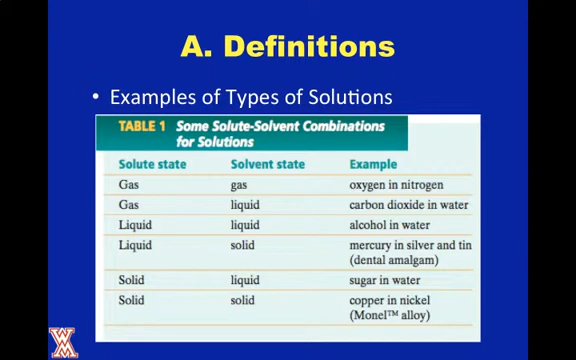 A. Definitions
• Examples of Types of Solutions
TABLE 1 Some Solute-Solvent Combinations
for Solutions
Solute state Solvent state Example
Gas gas oxygen in nitrogen
Gas liquid carbon dioxide in water
Liquid liquid alcohol in water
Liquid solid mercury in silver and tin
(dental amalgam)
Solid liquid sugar in water
Solid solid copper in nickel
(Monel™ alloy)